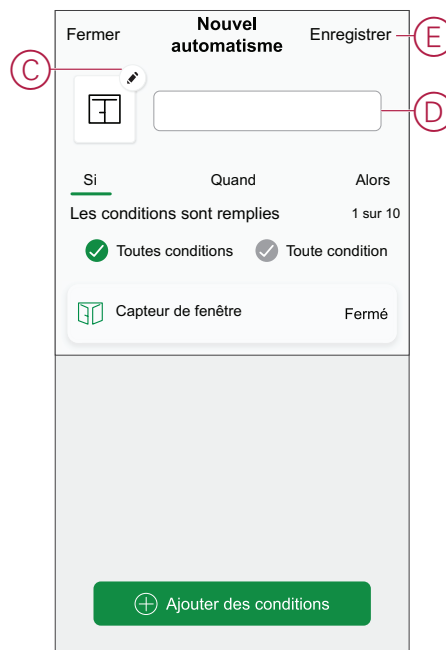 Fermer
Nouvel automatisme
Enregistrer
E
C
D
Si
Quand
Alors
Les conditions sont remplies
1 sur 10
Toutes conditions
Toute condition
Capteur de fenêtre
Fermé
Ajouter des conditions